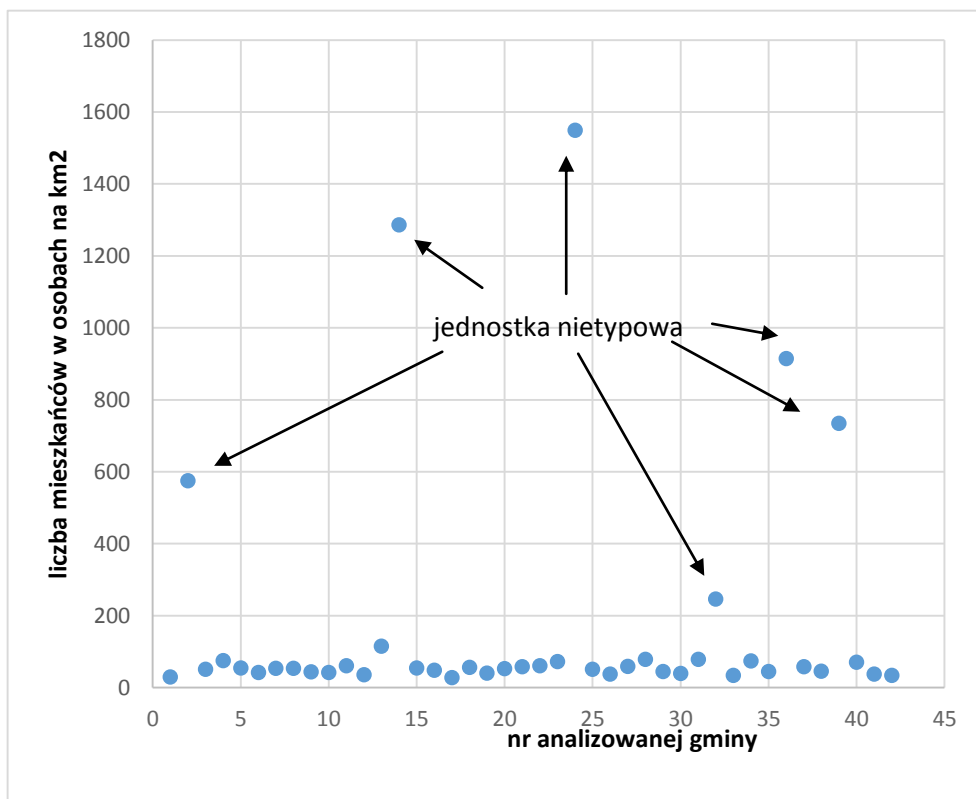 1800
1600
1400
1200
1000
800
600
400
200
0
liczba mieszkańców w osobach na km2
jednostka nietypowa
0 5 10 15 20 25 30 35 40 45
nr analizowanej gminy